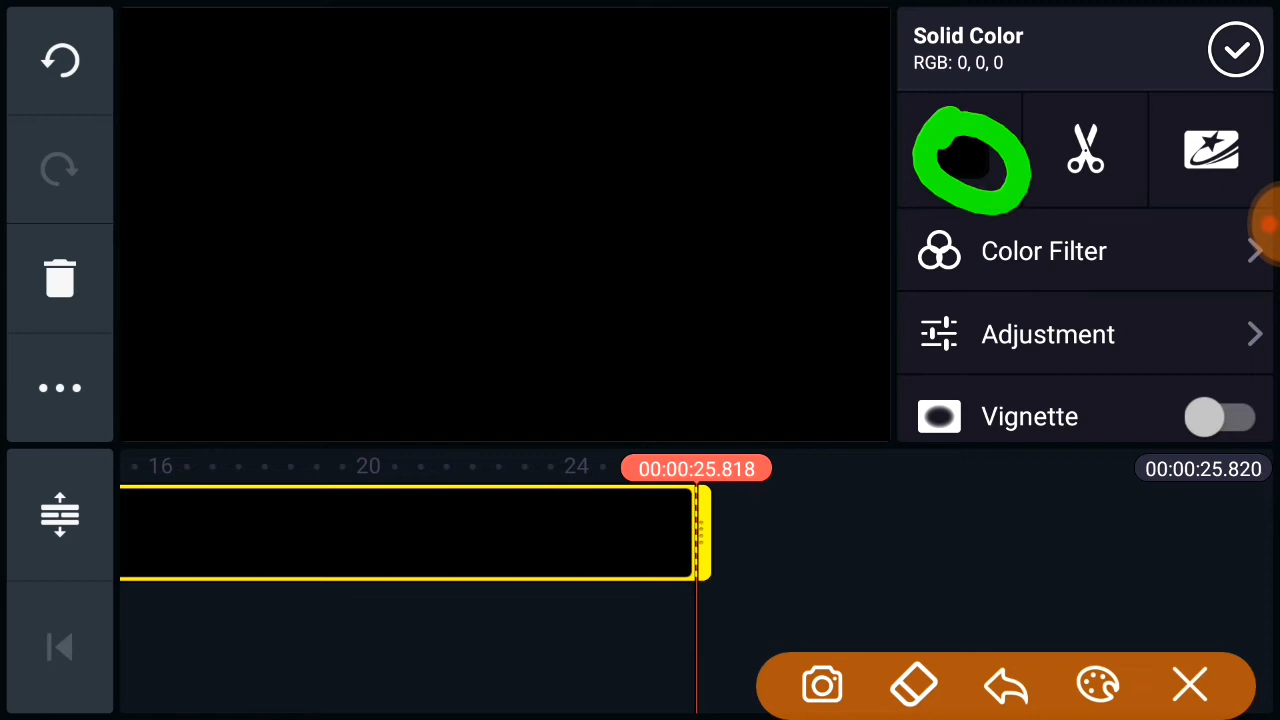 Solid Color
RGB: 0, 0, 0
Color Filter
Adjustment
Vignette
16 20 24 00:00:25.818 00:00:25.820